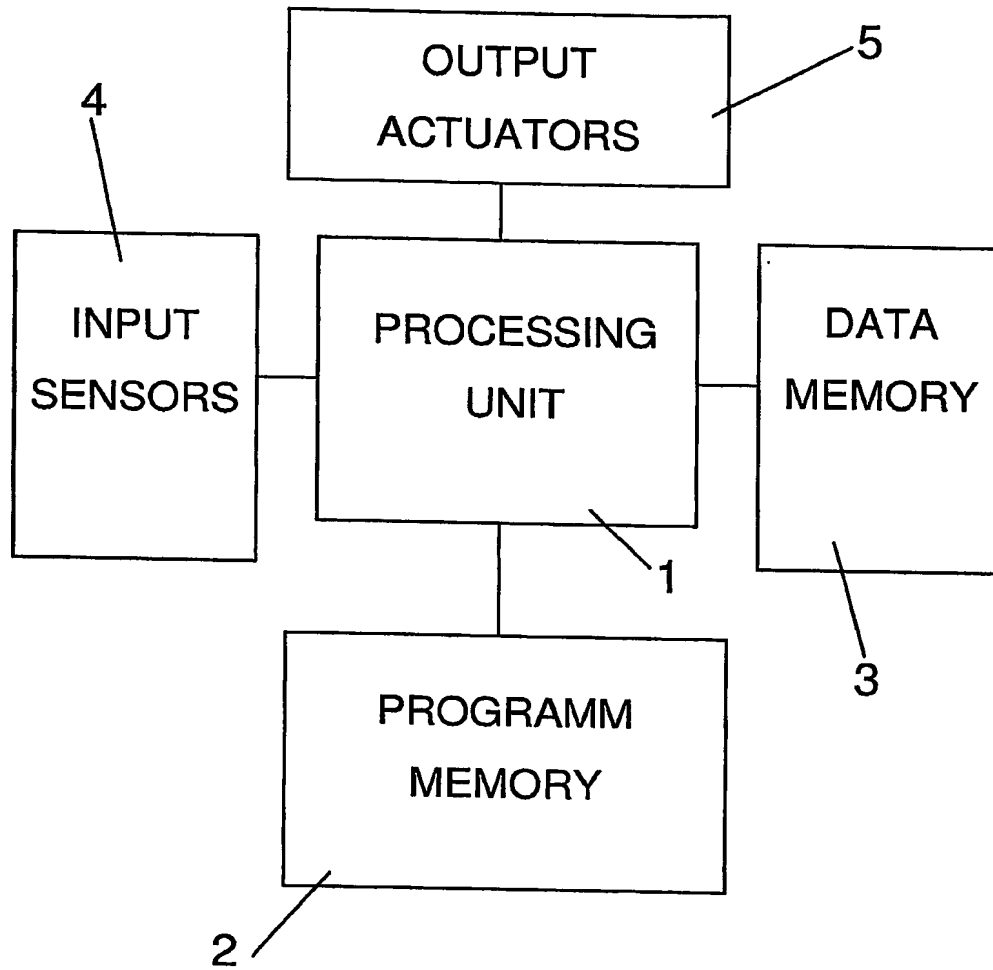 OUTPUT
ACTUATORS
5
4
INPUT
SENSORS
PROCESSING
UNIT
DATA
MEMORY
1
3
PROGRAMM
MEMORY
2